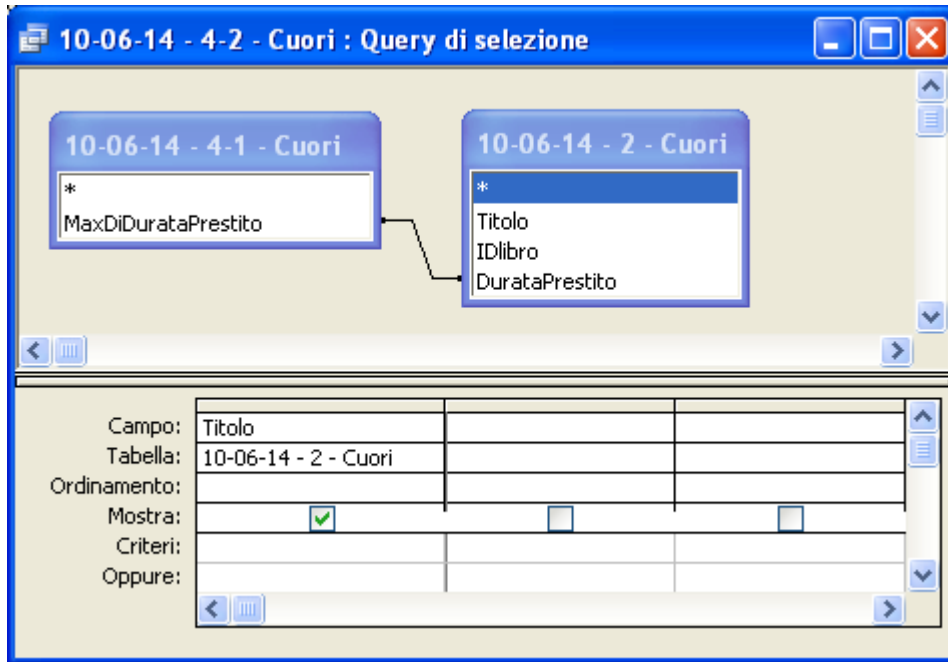 10-06-14 - 4-2 - Cuori : Query di selezione
10-06-14 - 4-1 - Cuori
*
MaxDiDurataPrestito
10-06-14 - 2 - Cuori
*
Titolo
IDlibro
DurataPrestito
Campo: Titolo
Tabella: 10-06-14 - 2 - Cuori
Ordinamento:
Mostra:
Criteri:
Oppure: